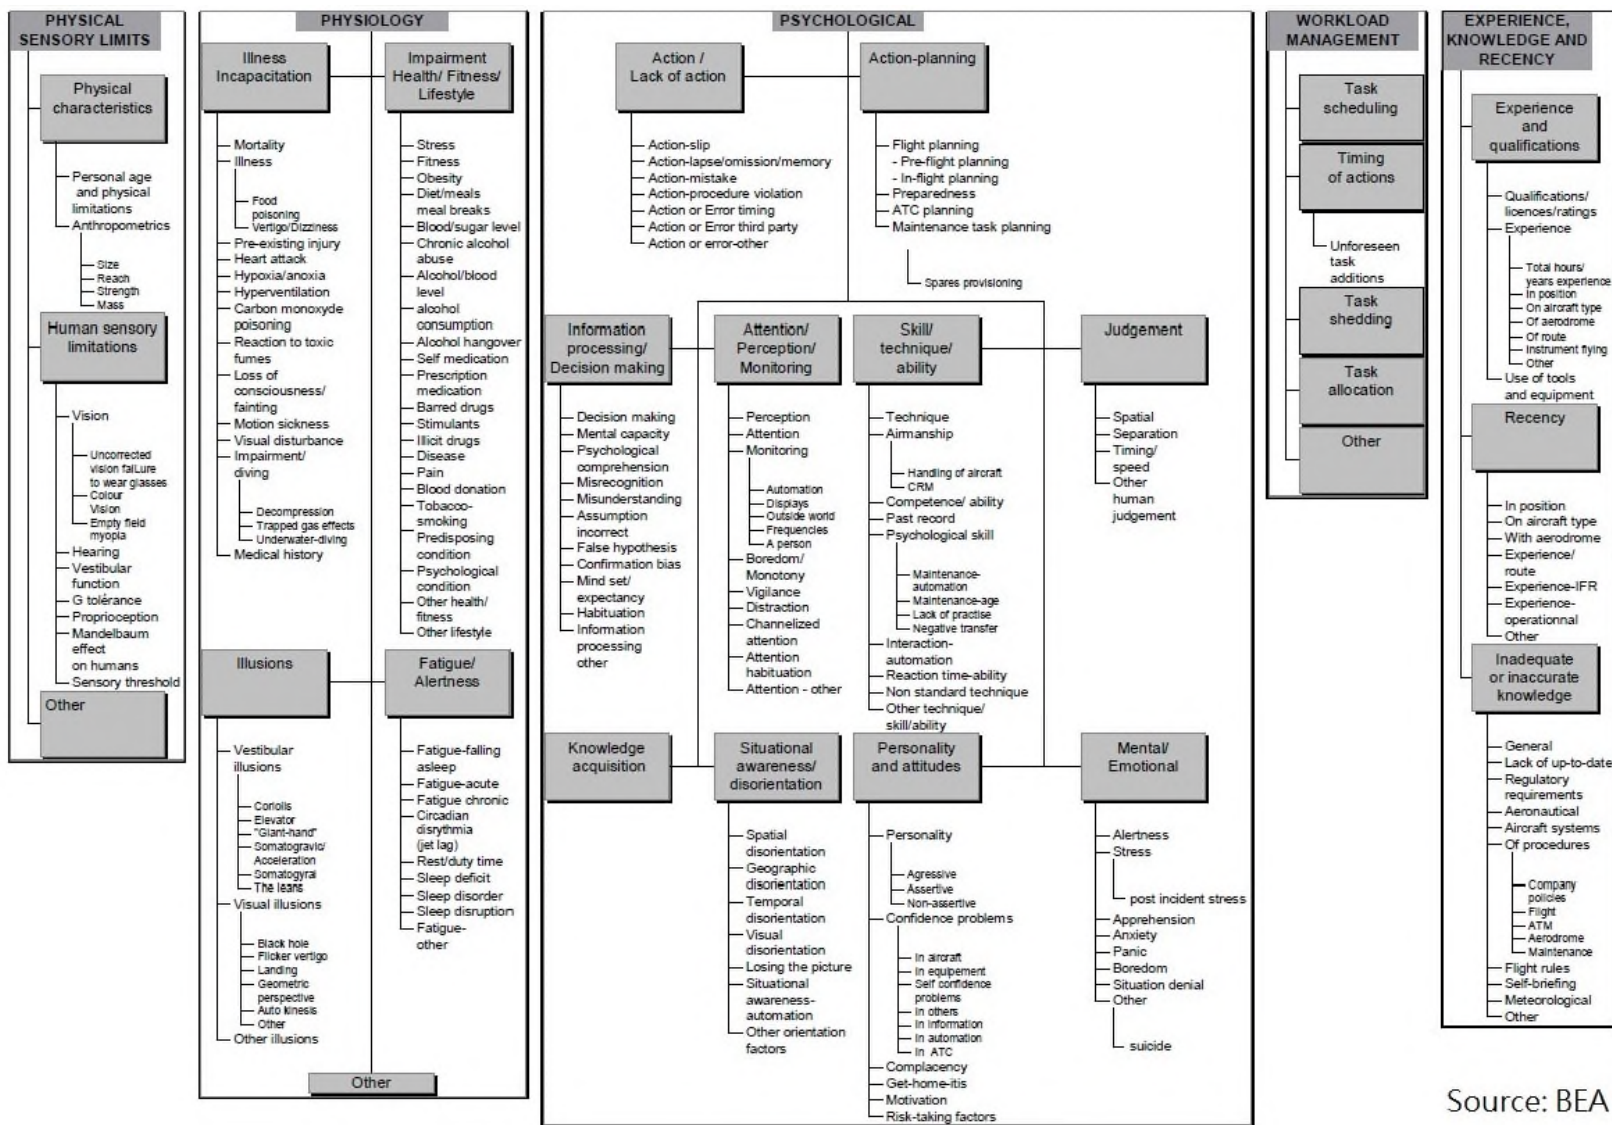 PHYSICAL
SENSORY LIMITS
Physical
characteristics
Personal age
and physical
limitations
Anthropometrics
Size
Reach
Strength
Mass
Human sensory
limitations
Vision
Uncorrected
vision faiLure
to wear glasses
Colour
Vision
Empty field
myopia
Hearing
Vestibular
function
G tolérance
Proprioception
Mandelbaum
effect
on humans
Sensory threshold
Other
PHYSIOLOGY
Illness
Incapacitation
Mortality
Illness
Food
poisoning
Vertigo/Dizziness
Pre-existing injury
Heart attack
Hypoxia/anoxia
Hyperventilation
Carbon monoxyde
poisoning
Reaction to toxic
fumes
Loss of
consciousness/
fainting
Motion sickness
Visual disturbance
Impairment/
diving
Decompression
Trapped gas effects
Underwater-diving
Medical history
Impairment
Health/ Fitness/
Lifestyle
Stress
Fitness
Obesity
Diet/meals
meal breaks
Blood/sugar level
Chronic alcohol
abuse
Alcohol/blood
level
alcohol
consumption
Alcohol hangover
Self medication
Prescription
medication
Barred drugs
Stimulants
Illicit drugs
Disease
Pain
Blood donation
Tobacco-
smoking
Predisposing
condition
Psychological
condition
Other health/
fitness
Other lifestyle
Illusions
Vestibular
illusions
Coriolis
Elevator
"Giant-hand"
Somatogravic/
Acceleration
Somatogyral
The leans
Visual illusions
Black hole
Flicker vertigo
Landing
Geometric
perspective
Auto kinesis
Other
Other illusions
Fatigue/
Alertness
Fatigue-falling
asleep
Fatigue-acute
Fatigue chronic
Circadian
disrythmia
(jet lag)
Rest/duty time
Sleep deficit
Sleep disorder
Sleep disruption
Fatigue-
other
Other
PSYCHOLOGICAL
Action /
Lack of action
Action-slip
Action-lapse/omission/memory
Action-mistake
Action-procedure violation
Action or Error timing
Action or Error third party
Action or error-other
Action-planning
Flight planning
- Pre-flight planning
- In-flight planning
Preparedness
ATC planning
Maintenance task planning
Spares provisioning
Information
processing/
Decision making
Decision making
Mental capacity
Psychological
comprehension
Misrecognition
Misunderstanding
Assumption
incorrect
False hypothesis
Confirmation bias
Mind set/
expectancy
Habituation
Information
processing
other
Attention/
Perception/
Monitoring
Perception
Attention
Monitoring
Automation
Displays
Outside world
Frequencies
A person
Boredom/
Monotony
Vigilance
Distraction
Channelized
attention
Attention
habituation
Attention - other
Skill/
technique/
ability
Technique
Airmanship
Handling of aircraft
CRM
Competence/ ability
Past record
Psychological skill
Maintenance-
automation
Maintenance-age
Lack of practise
Negative transfer
Interaction-
automation
Reaction time-ability
Non standard technique
Other technique/
skill/ability
Judgement
Spatial
Separation
Timing/
speed
Other
human
judgement
Knowledge
acquisition
Situational
awareness/
disorientation
Spatial
disorientation
Geographic
disorientation
Temporal
disorientation
Visual
disorientation
Losing the picture
Situational
awareness-
automation
Other orientation
factors
Personality
and attitudes
Personality
Agressive
Assertive
Non-assertive
Confidence problems
In aircraft
In equipement
Self confidence
problems
In others
In information
In automation
In ATC
Complacency
Get-home-itis
Motivation
Risk-taking factors
Mental/
Emotional
Alertness
Stress
post incident stress
Apprehension
Anxiety
Panic
Boredom
Situation denial
Other
suicide
WORKLOAD
MANAGEMENT
Task
scheduling
Timing
of actions
Unforeseen
task
additions
Task
shedding
Task
allocation
Other
EXPERIENCE,
KNOWLEDGE AND
RECENCY
Experience
and
qualifications
Qualifications/
licences/ratings
Experience
Total hours/
years experience
In position
On aircraft type
Of aerodrome
Of route
Instrument flying
Other
Use of tools
and equipment
Recency
In position
On aircraft type
With aerodrome
Experience/
route
Experience-IFR
Experience-
operationnal
Other
Inadequate
or inaccurate
knowledge
General
Lack of up-to-date
Regulatory
requirements
Aeronautical
Aircraft systems
Of procedures
Company
policies
Flight
ATM
Aerodrome
Maintenance
Flight rules
Self-briefing
Meteorological
Other
Source: BEA